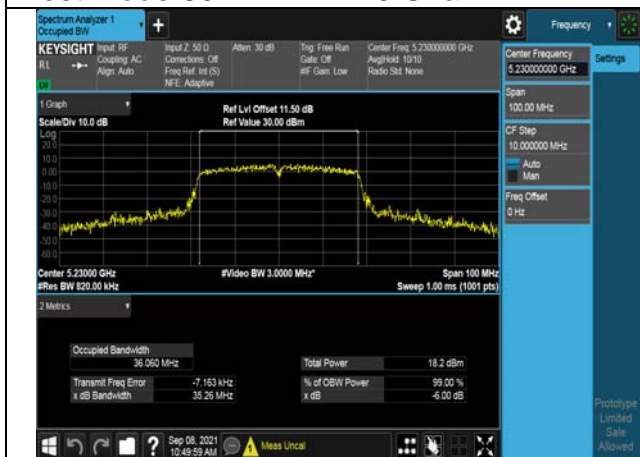 Spectrum Analyzer 1
Occupied BW
+
Frequency
KEYSIGHT
RL
Input: RF
Coupling: AC
Align: Auto
Input Z: 50 Ω
Corrections: Off
Freq Ref: Int (S)
NFE: Adaptive
Atten: 30 dB
Trig: Free Run
Gate: Off
#IF Gain: Low
Center Freq: 5.230000000 GHz
Avg|Hold: 10/10
Radio Std: None
Center Frequency
5.230000000 GHz
Settings
Span
100.00 MHz
CF Step
10.000000 MHz
Auto
Man
Freq Offset
0 Hz
1 Graph
Scale/Div 10.0 dB
Ref Lvl Offset 11.50 dB
Ref Value 30.00 dBm
Log
20.0
10.0
0.00
-10.0
-20.0
-30.0
-40.0
-50.0
-60.0
Center 5.23000 GHz
#Video BW 3.0000 MHz*
Span 100 MHz
#Res BW 820.00 kHz
Sweep 1.00 ms (1001 pts)
2 Metrics
Occupied Bandwidth
36.060 MHz
Total Power
18.2 dBm
Transmit Freq Error
-7.163 kHz
% of OBW Power
99.00 %
x dB Bandwidth
35.26 MHz
x dB
-6.00 dB
Prototype
Limited
Sale
Allowed
?
Sep 08, 2021
10:49:59 AM
Meas Uncal